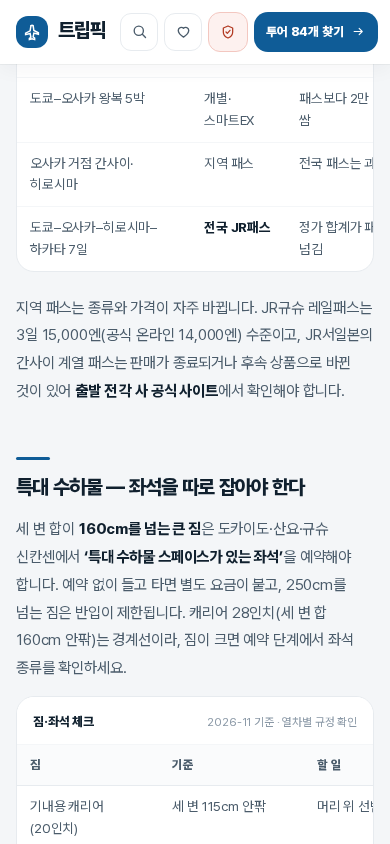 트립픽
투어 84개 찾기 →
도쿄–오사카 왕복 5박
개별·
스마트EX
패스보다 2만
쌈
오사카 거점 간사이·
히로시마
지역 패스
전국 패스는 과
도쿄–오사카–히로시마–
하카타 7일
전국 JR패스
정가 합계가 패
넘김
지역 패스는 종류와 가격이 자주 바뀝니다. JR규슈 레일패스는
3일 15,000엔(공식 온라인 14,000엔) 수준이고, JR서일본의
간사이 계열 패스는 판매가 종료되거나 후속 상품으로 바뀐
것이 있어 출발 전 각 사 공식 사이트에서 확인해야 합니다.
특대 수하물 — 좌석을 따로 잡아야 한다
세 변 합이 160cm를 넘는 큰 짐은 도카이도·산요·규슈
신칸센에서 ‘특대 수하물 스페이스가 있는 좌석’을 예약해야
합니다. 예약 없이 들고 타면 별도 요금이 붙고, 250cm를
넘는 짐은 반입이 제한됩니다. 캐리어 28인치(세 변 합
160cm 안팎)는 경계선이라, 짐이 크면 예약 단계에서 좌석
종류를 확인하세요.
짐·좌석 체크
2026-11 기준 · 열차별 규정 확인
짐
기준
할 일
기내용 캐리어
(20인치)
세 변 115cm 안팎
머리 위 선